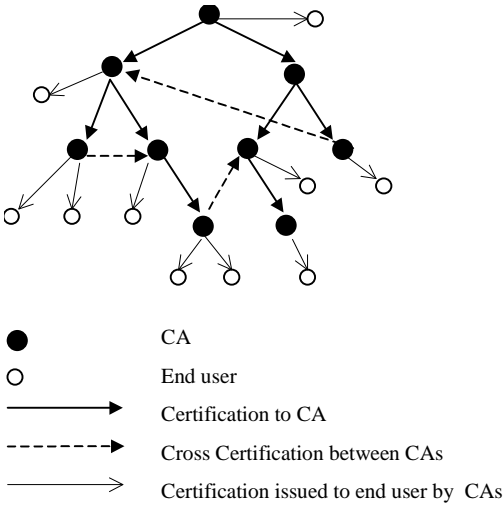 CA
End user
Certification to CA
Cross Certification between CAs
Certification issued to end user by CAs